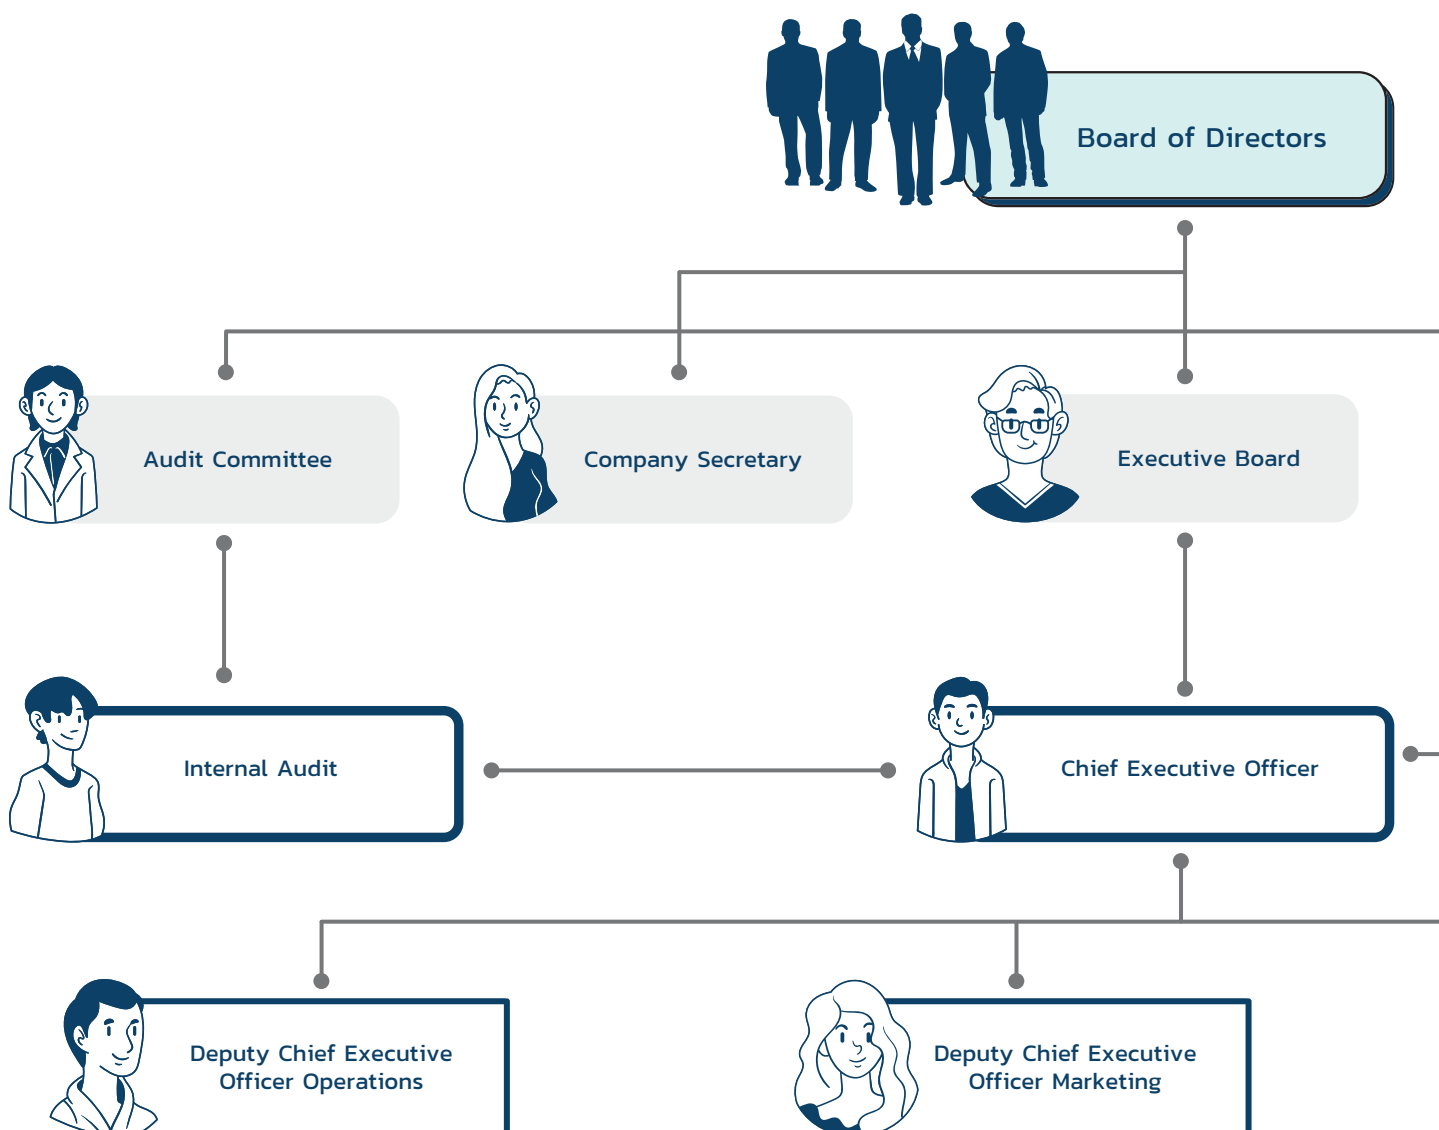 Board of Directors
Audit Committee
Company Secretary
Executive Board
Internal Audit
Chief Executive Officer
Deputy Chief Executive
Officer Operations
Deputy Chief Executive
Officer Marketing